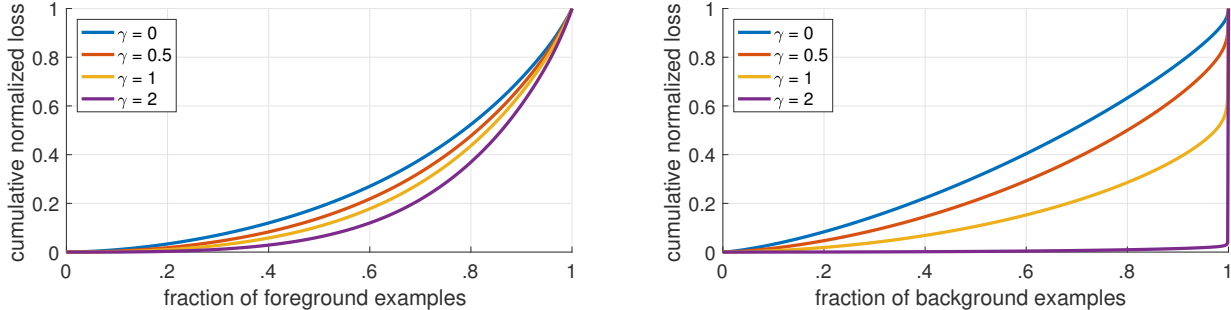 1
0.8
0.6
0.4
0.2
0
cumulative normalized loss
γ = 0
γ = 0.5
γ = 1
γ = 2
0 .2 .4 .6 .8 1
fraction of foreground examples
1
0.8
0.6
0.4
0.2
0
cumulative normalized loss
γ = 0
γ = 0.5
γ = 1
γ = 2
0 .2 .4 .6 .8 1
fraction of background examples